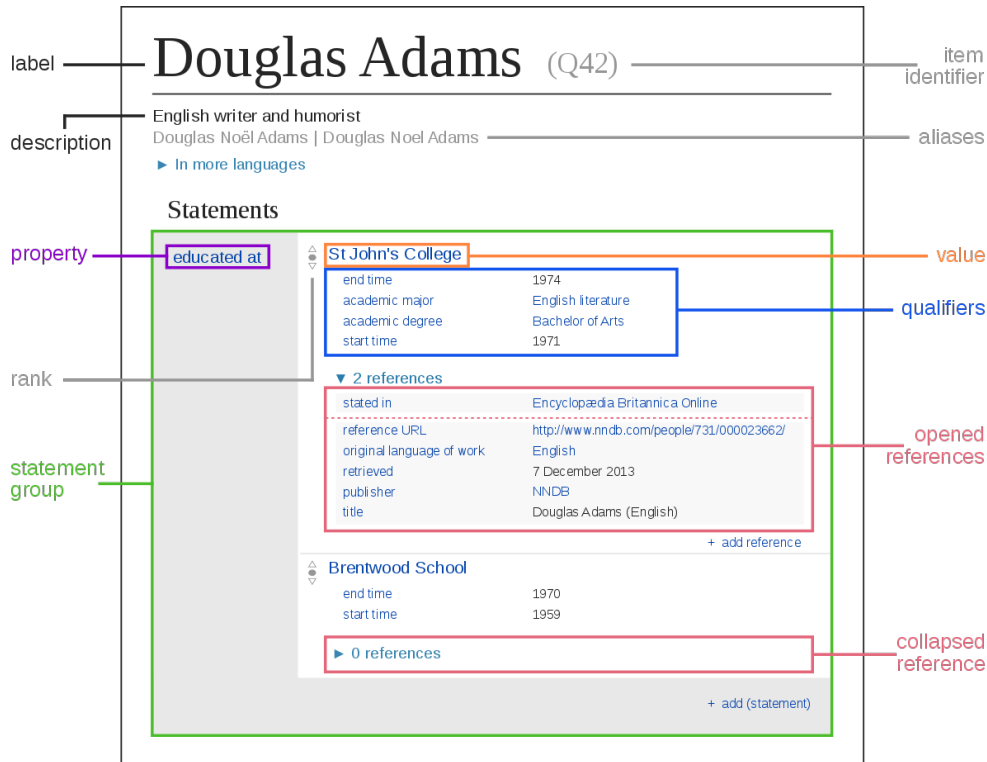 label
Douglas Adams (Q42)
item
identifier
description
English writer and humorist
Douglas Noël Adams | Douglas Noel Adams
aliases
► In more languages
Statements
property
educated at
St John's College
value
end time 1974
academic major English literature
academic degree Bachelor of Arts
start time 1971
qualifiers
rank
▼ 2 references
stated in Encyclopædia Britannica Online
reference URL http://www.nndb.com/people/731/000023662/
original language of work English
retrieved 7 December 2013
publisher NNDB
title Douglas Adams (English)
opened
references
statement
group
+ add reference
Brentwood School
end time 1970
start time 1959
► 0 references
collapsed
reference
+ add (statement)